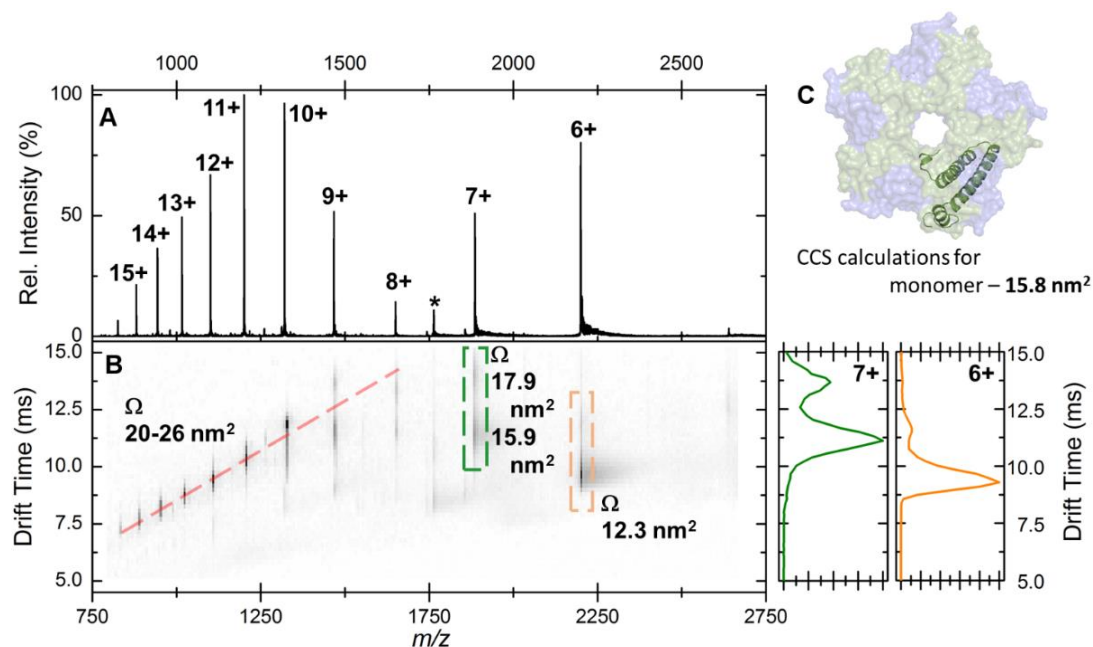 1000 1500 2000 2500
A
C
100
50
0
Rel. Intensity (%)
15+
14+
13+
12+
11+
10+
9+
8+
*
7+
6+
CCS calculations for
monomer – 15.8 nm²
B
15.0
12.5
10.0
7.5
5.0
Drift Time (ms)
Ω
20-26 nm²
Ω
17.9
nm²
15.9
nm²
Ω
12.3 nm²
750 1250 1750 2250 2750
m/z
7+
6+
15.0
12.5
10.0
7.5
5.0
Drift Time (ms)